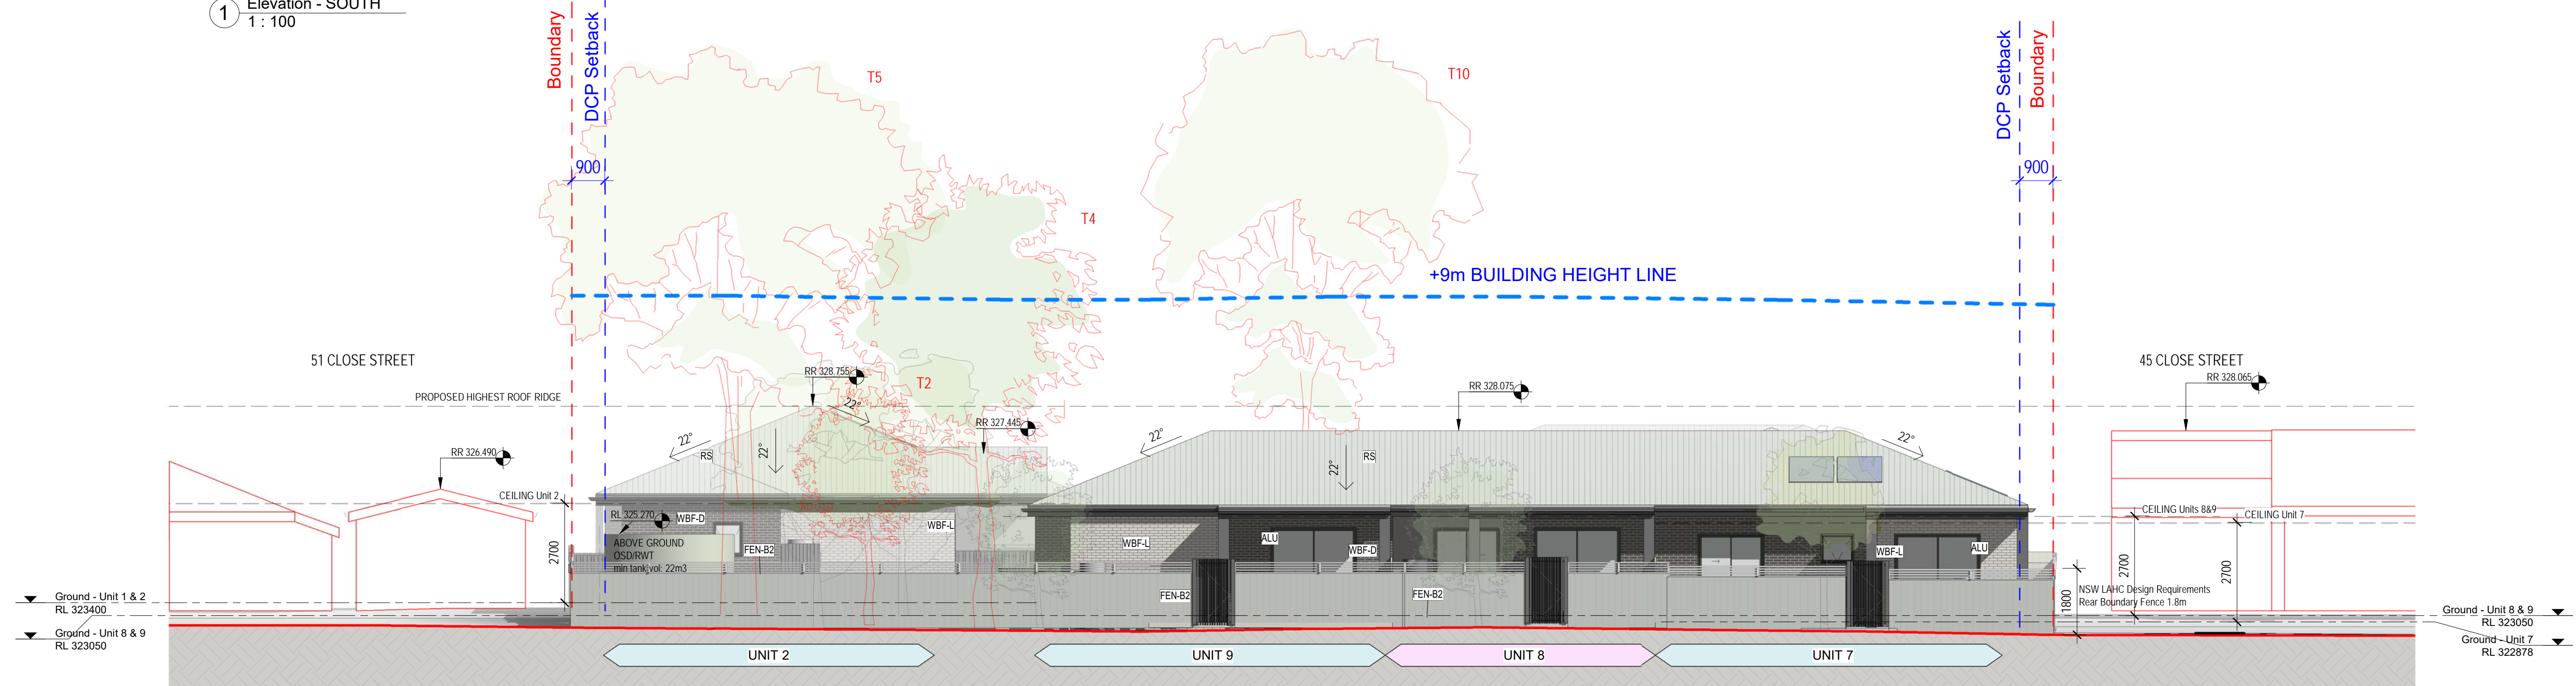 1
Elevation - SOUTH
1 : 100
Boundary
DCP Setback
DCP Setback
Boundary
T5
T10
900
900
T4
+9m BUILDING HEIGHT LINE
51 CLOSE STREET
45 CLOSE STREET
RR 328.755
T2
RR 328.075
RR 328.065
PROPOSED HIGHEST ROOF RIDGE
22°
RR 327.445
22°
22°
22°
22°
RR 326.490
RS
22°
RS
22°
CEILING Unit 2
RL 325.270
WBF-D
WBF-L
CEILING Units 8&9
CEILING Unit 7
ABOVE GROUND
OSD/RWT
min tank vol: 22m3
FEN-B2
WBF-L
ALU
WBF-D
WBF-L
ALU
2700
2700
2700
1800
NSW LAHC Design Requirements
Rear Boundary Fence 1.8m
FEN-B2
FEN-B2
Ground - Unit 1 & 2
RL 323400
Ground - Unit 8 & 9
RL 323050
Ground - Unit 8 & 9
RL 323050
Ground - Unit 7
RL 322878
UNIT 2
UNIT 9
UNIT 8
UNIT 7